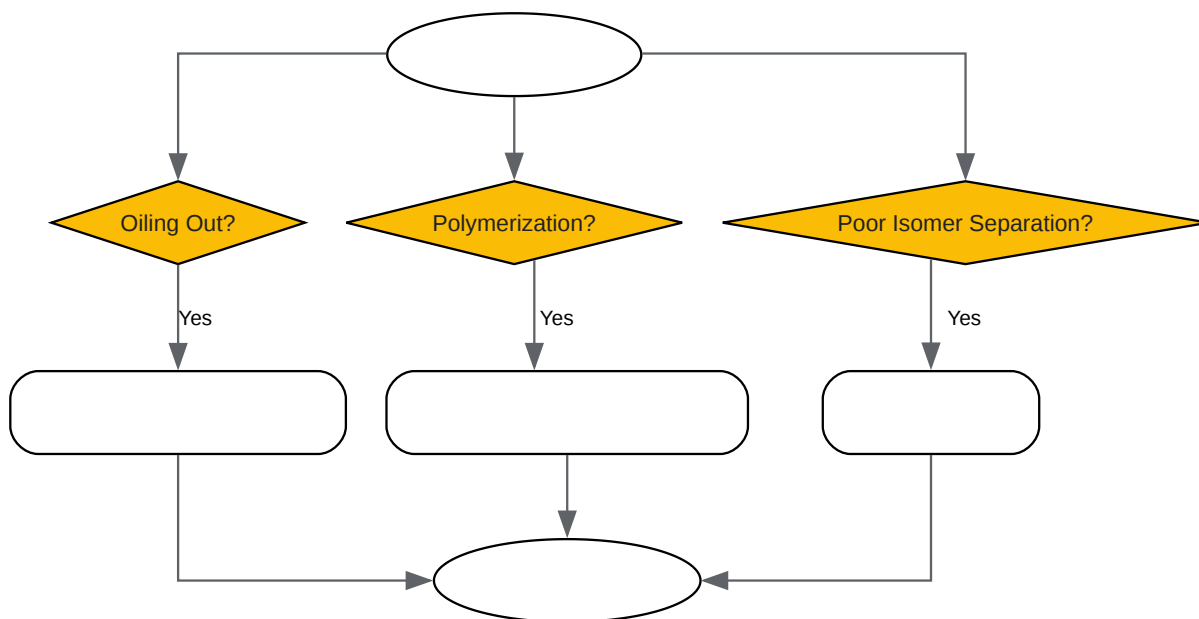 Oiling Out?
Polymerization?
Poor Isomer Separation?
Yes
Yes
Yes